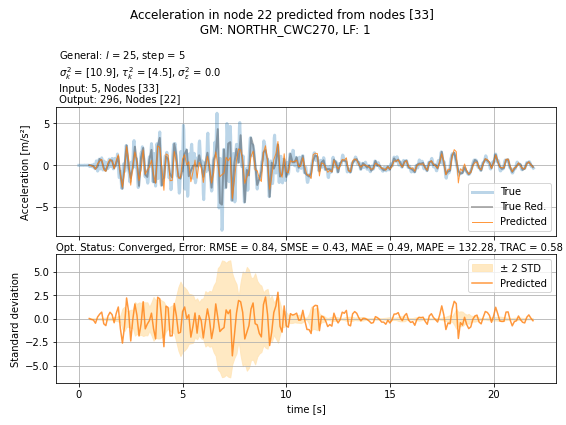 Acceleration in node 22 predicted from nodes [33]
GM: NORTHR_CWC270, LF: 1
General: l = 25, step = 5
σ²ₖ = [10.9], τ²ₖ = [4.5], σ²ε = 0.0
Input: 5, Nodes [33]
Output: 296, Nodes [22]
Acceleration [m/s²]
5
0
−5
True
True Red.
Predicted
Opt. Status: Converged, Error: RMSE = 0.84, SMSE = 0.43, MAE = 0.49, MAPE = 132.28, TRAC = 0.58
Standard deviation
5.0
2.5
0.0
−2.5
−5.0
± 2 STD
Predicted
0 5 10 15 20
time [s]